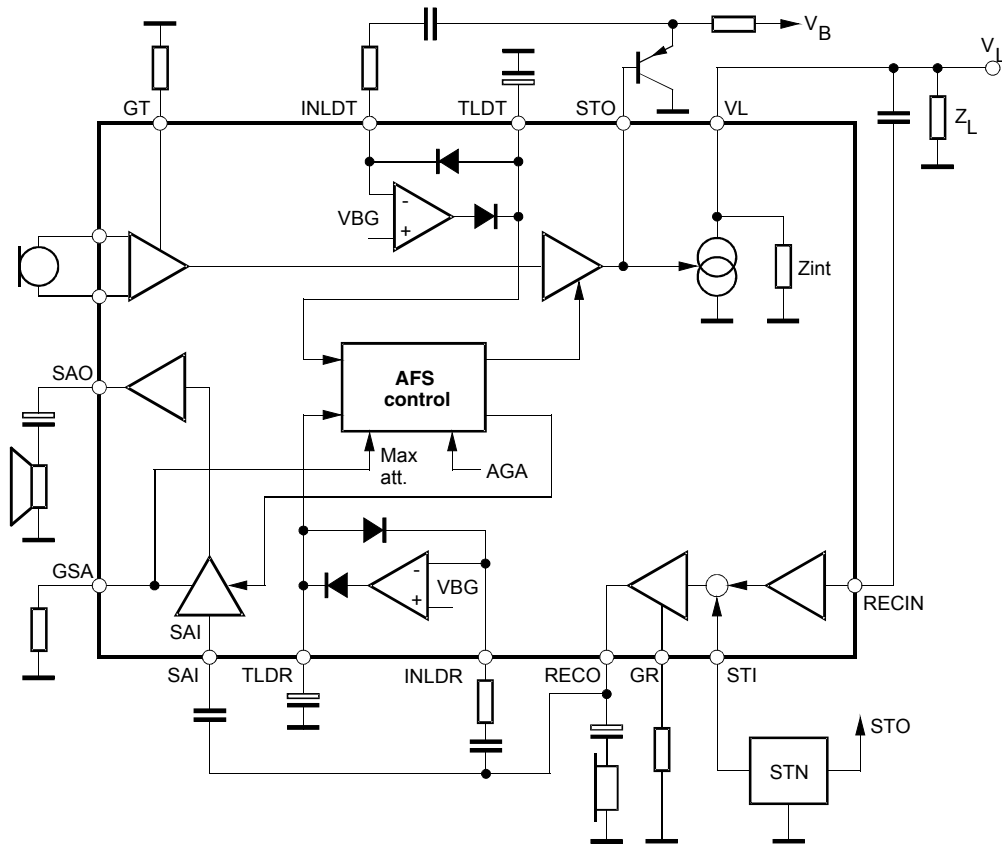 V_B
V_L
GT
INLDT
TLDT
STO
VL
Z_L
VBG
-
+
Zint
SAO
AFS
control
Max
att.
AGA
GSA
SAI
VBG
-
+
RECIN
SAI
TLDR
INLDR
RECO
GR
STI
STO
STN